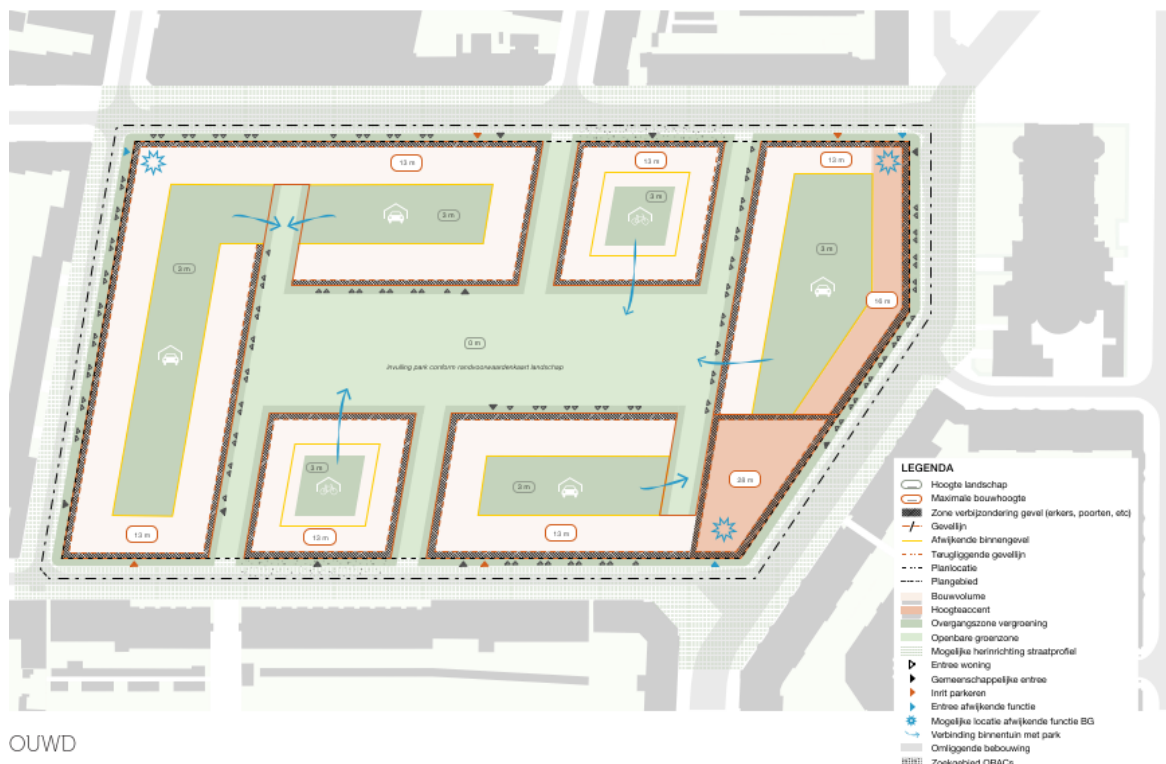 13 m
13 m
13 m
3 m
3 m
3 m
3 m
16 m
0 m
invulling park conform randvoorwaardenkaart landschap
3 m
3 m
28 m
13 m
13 m
13 m
LEGENDA
Hoogte landschap
Maximale bouwhoogte
Zone verbijzondering gevel (erkers, poorten, etc)
Gevellijn
Afwijkende binnengevel
Terugliggende gevellijn
Planlocatie
Plangebied
Bouwvolume
Hoogteaccent
Overgangszone vergroening
Openbare groenzone
Mogelijke herinrichting straatprofiel
Entree woning
Gemeenschappelijke entree
Inrit parkeren
Entree afwijkende functie
Mogelijke locatie afwijkende functie BG
Verbinding binnentuin met park
Omliggende bebouwing
Zoekgebied ORACs
OUWD